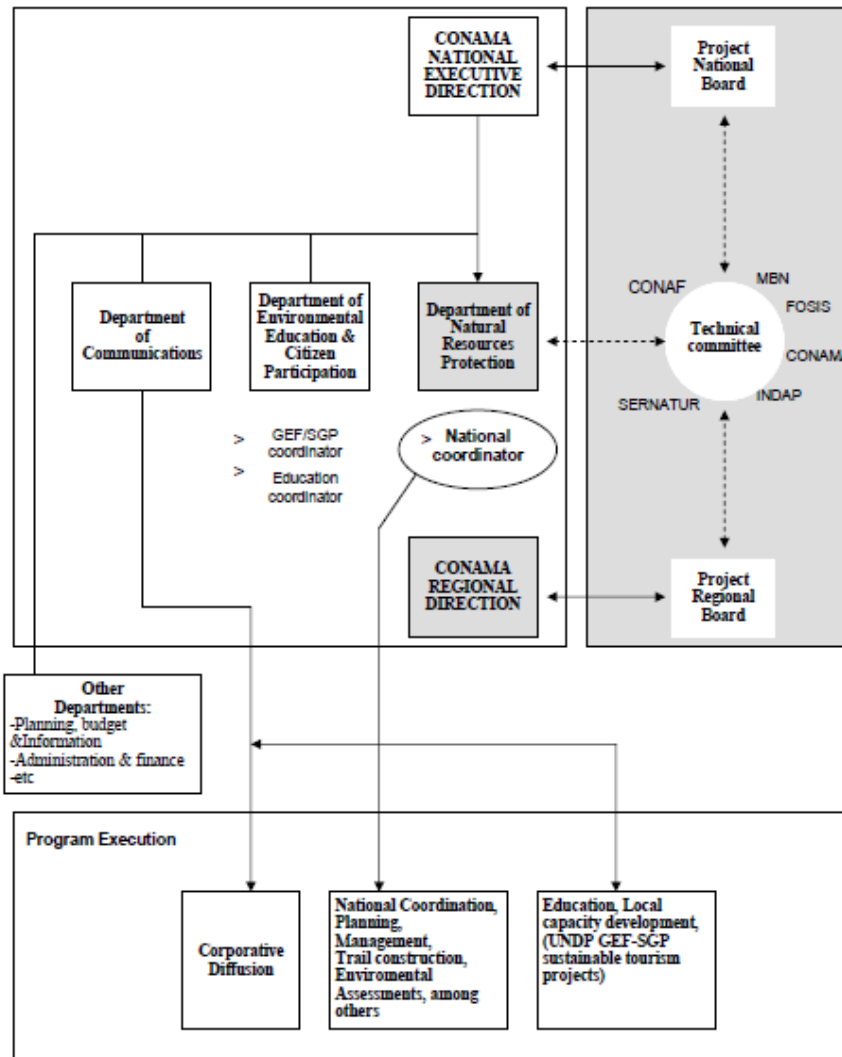 CONAMA
NATIONAL
EXECUTIVE
DIRECTION
Project
National
Board
Department
of
Communications
Department of
Environmental
Education &
Citizen
Participation
Department of
Natural
Resources
Protection
CONAF
MBN
FOSIS
Technical
committee
CONAMA
INDAP
SERNATUR
> GEF/SGP
coordinator
> Education
coordinator
> National
coordinator
CONAMA
REGIONAL
DIRECTION
Project
Regional
Board
Other
Departments:
-Planning, budget
&Information
-Administration & finance
-etc
Program Execution
Corporative
Diffusion
National Coordination,
Planning,
Management,
Trail construction,
Enviromental
Assessments, among
others
Education, Local
capacity development,
(UNDP GEF-SGP
sustainable tourism
projects)